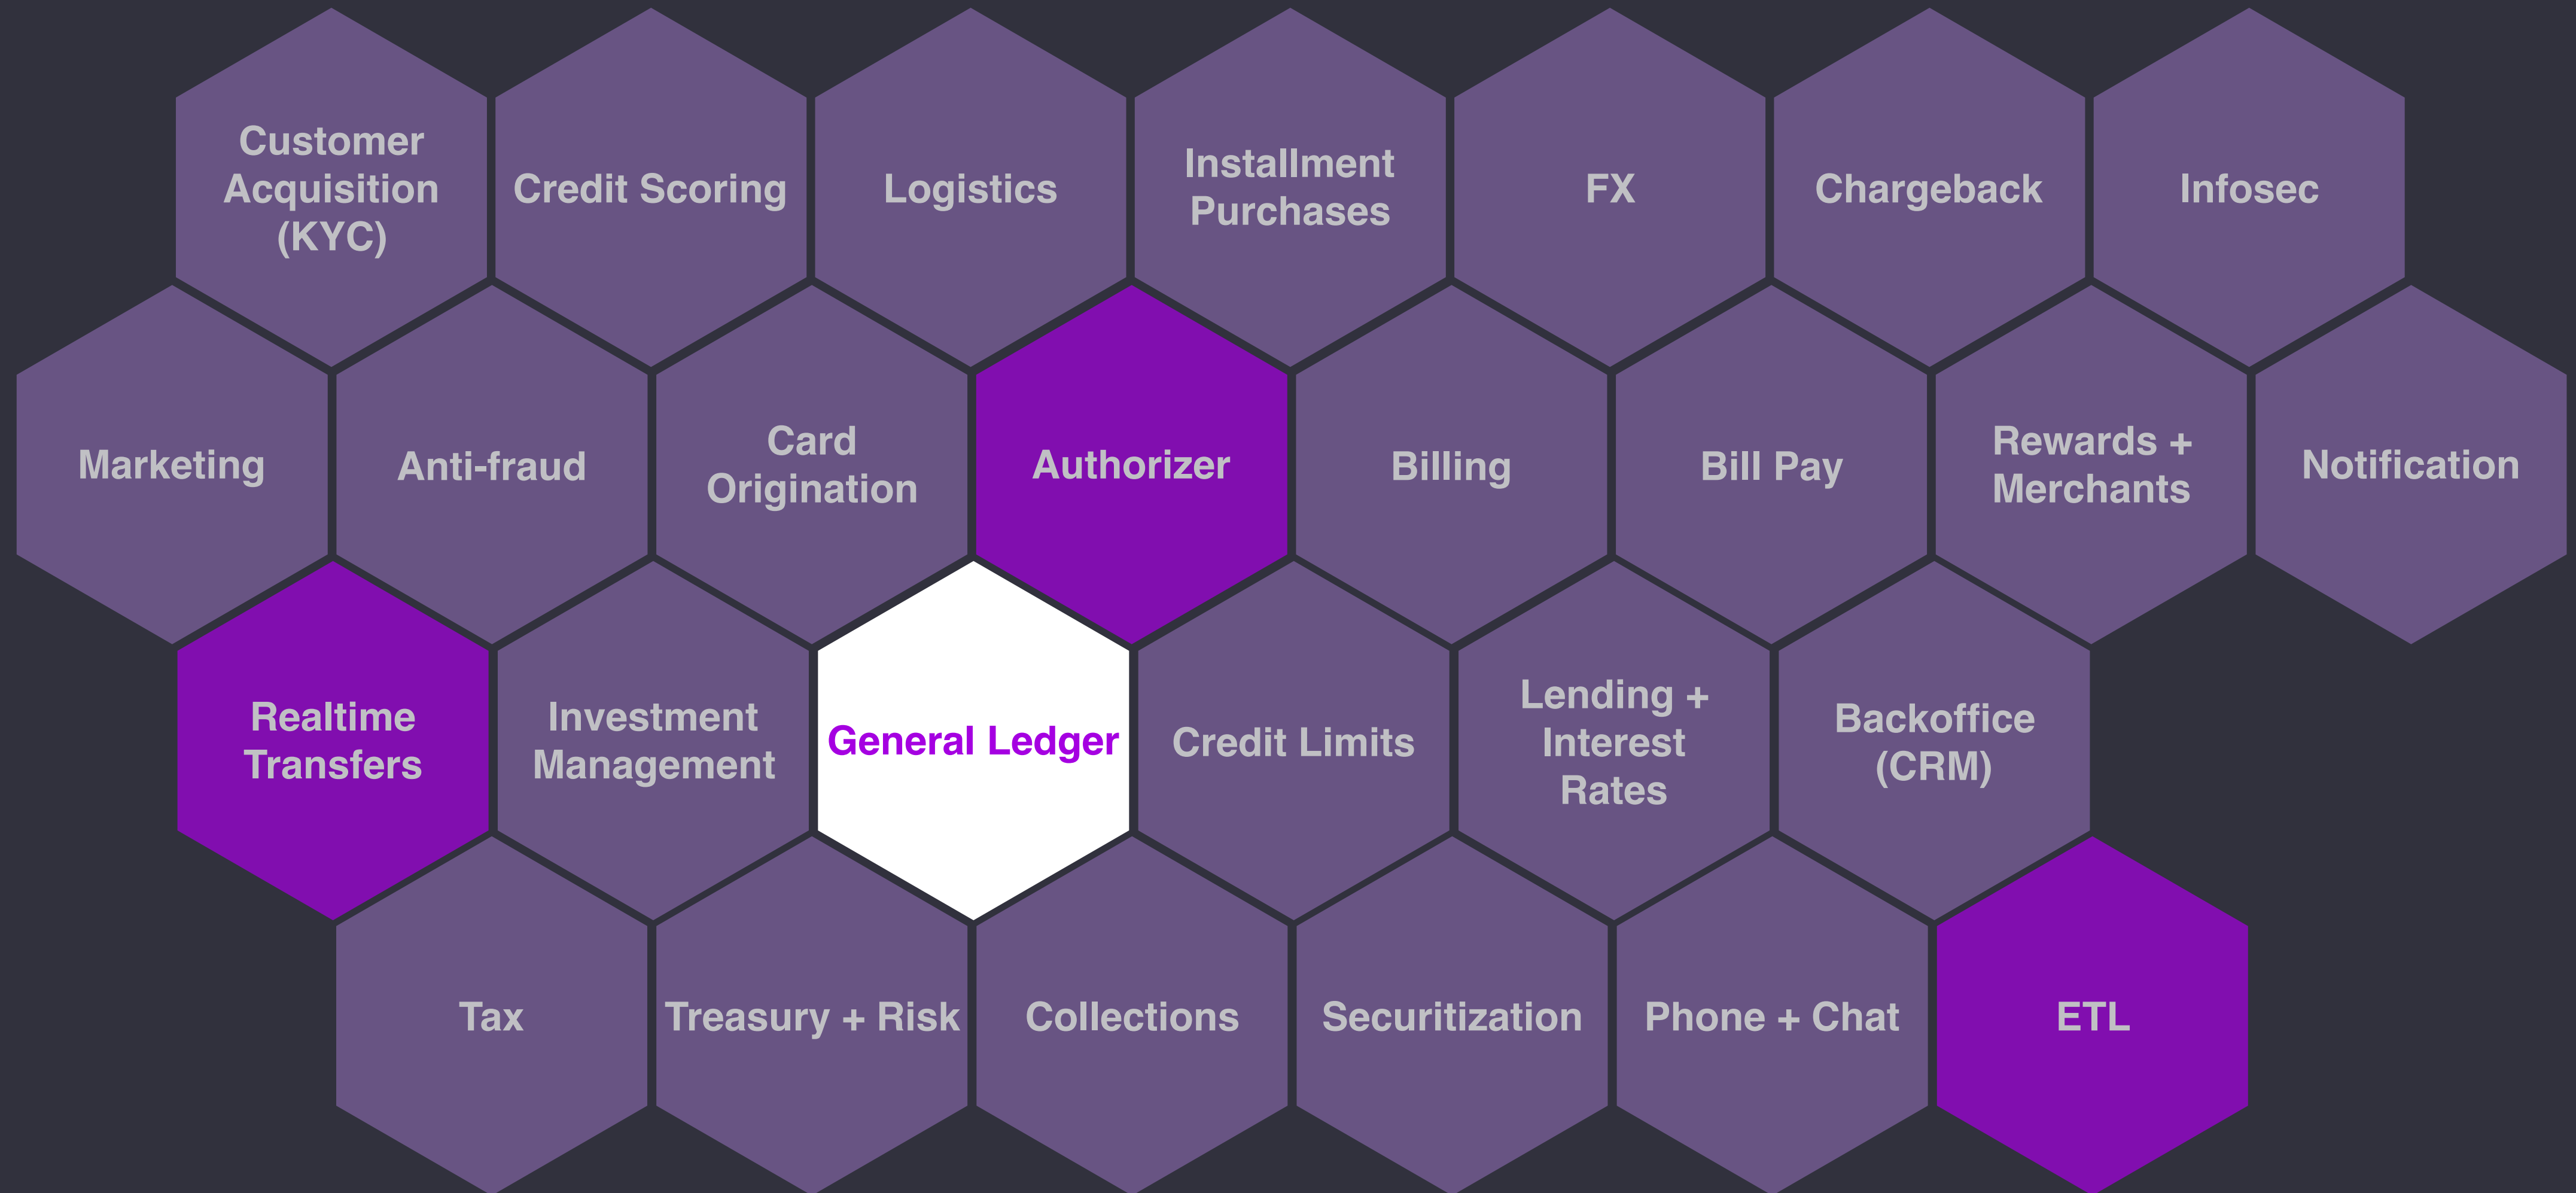 Customer
Acquisition
(KYC)
Credit Scoring
Logistics
Installment
Purchases
FX
Chargeback
Infosec
Marketing
Anti-fraud
Card
Origination
Authorizer
Billing
Bill Pay
Rewards +
Merchants
Notification
Realtime
Transfers
Investment
Management
General Ledger
Credit Limits
Lending +
Interest
Rates
Backoffice
(CRM)
Tax
Treasury + Risk
Collections
Securitization
Phone + Chat
ETL